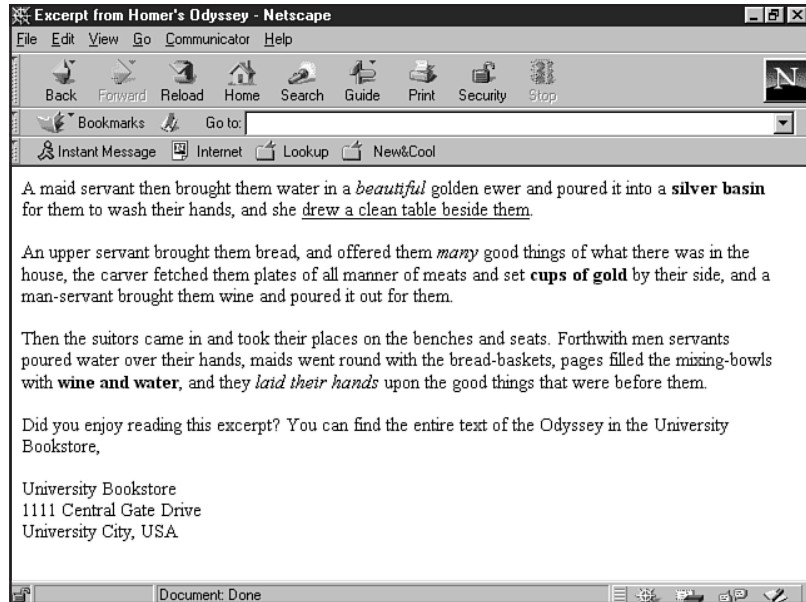 Excerpt from Homer's Odyssey - Netscape
File Edit View Go Communicator Help
Back Forward Reload Home Search Guide Print Security Stop
N
Bookmarks Go to:
Instant Message Internet Lookup New&Cool
A maid servant then brought them water in a beautiful golden ewer and poured it into a silver basin
for them to wash their hands, and she drew a clean table beside them.
An upper servant brought them bread, and offered them many good things of what there was in the
house, the carver fetched them plates of all manner of meats and set cups of gold by their side, and a
man-servant brought them wine and poured it out for them.
Then the suitors came in and took their places on the benches and seats. Forthwith men servants
poured water over their hands, maids went round with the bread-baskets, pages filled the mixing-bowls
with wine and water, and they laid their hands upon the good things that were before them.
Did you enjoy reading this excerpt? You can find the entire text of the Odyssey in the University
Bookstore,
University Bookstore
1111 Central Gate Drive
University City, USA
Document: Done